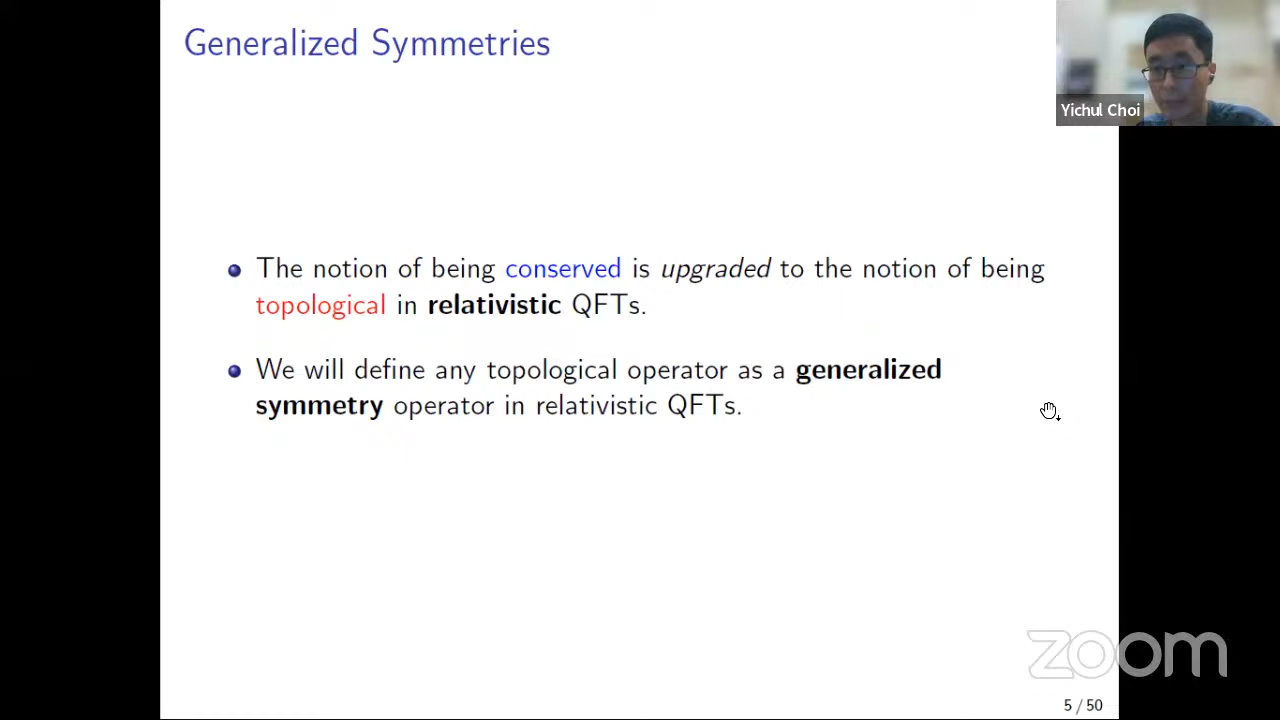 Generalized Symmetries
Yichul Choi
The notion of being conserved is upgraded to the notion of being
topological in relativistic QFTs.
We will define any topological operator as a generalized
symmetry operator in relativistic QFTs.
zoom
5 / 50